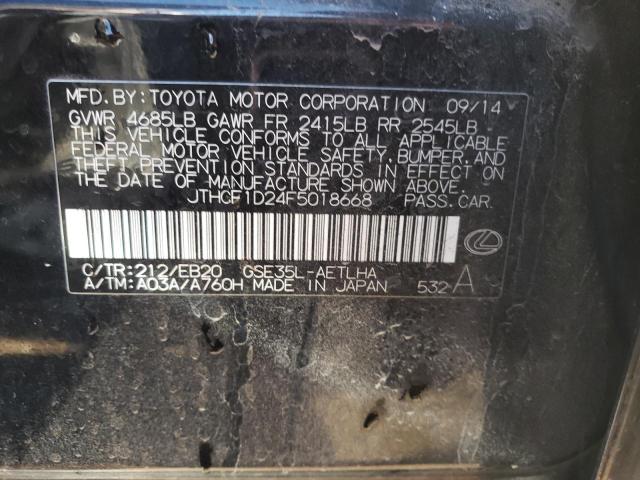 MFD. BY: TOYOTA MOTOR CORPORATION 09/14
GVWR 4685LB GAWR FR 2415LB RR 2545LB
THIS VEHICLE CONFORMS TO ALL APPLICABLE
FEDERAL MOTOR VEHICLE SAFETY, BUMPER, AND
THEFT PREVENTION STANDARDS IN EFFECT ON
THE DATE OF MANUFACTURE SHOWN ABOVE.
JTHCF1D24F5018668 PASS. CAR
C/TR: 212/EB20 GSE35L-AETLHA
A/TM: A03A/A760H MADE IN JAPAN 532 A